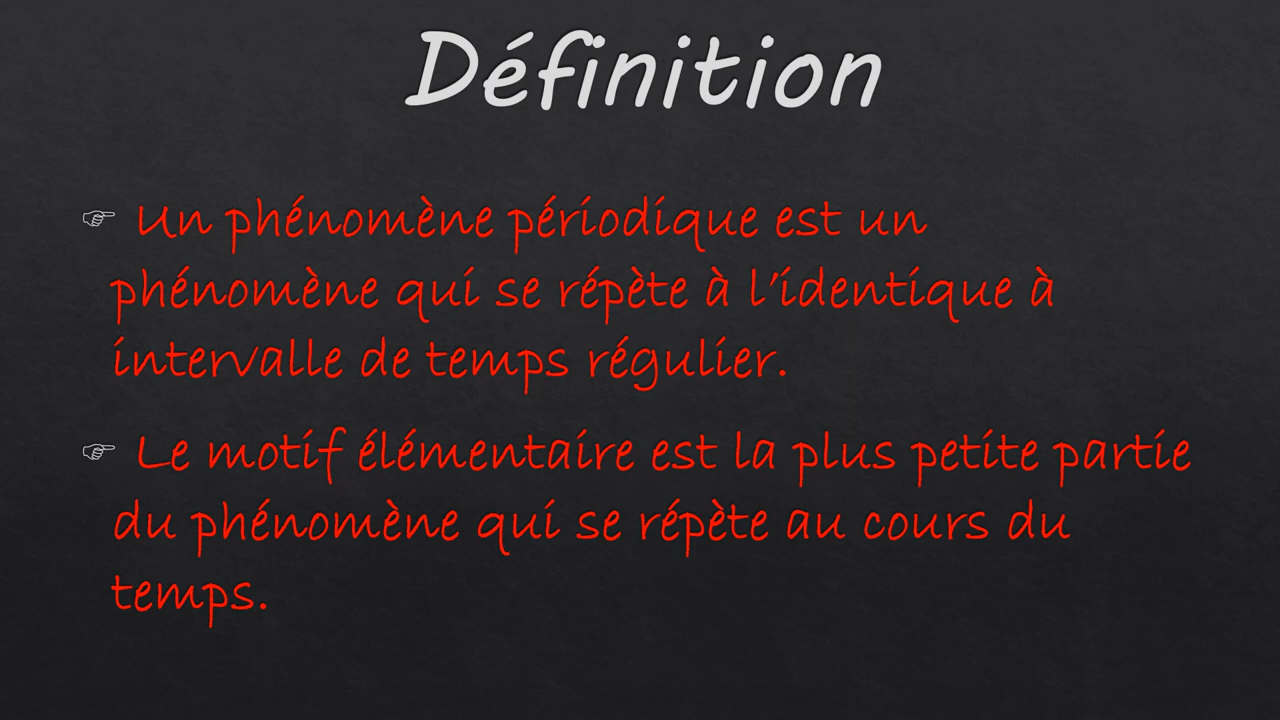 Définition
☞ Un phénomène périodique est un
phénomène qui se répète à l'identique à
intervalle de temps régulier.
☞ Le motif élémentaire est la plus petite partie
du phénomène qui se répète au cours du
temps.